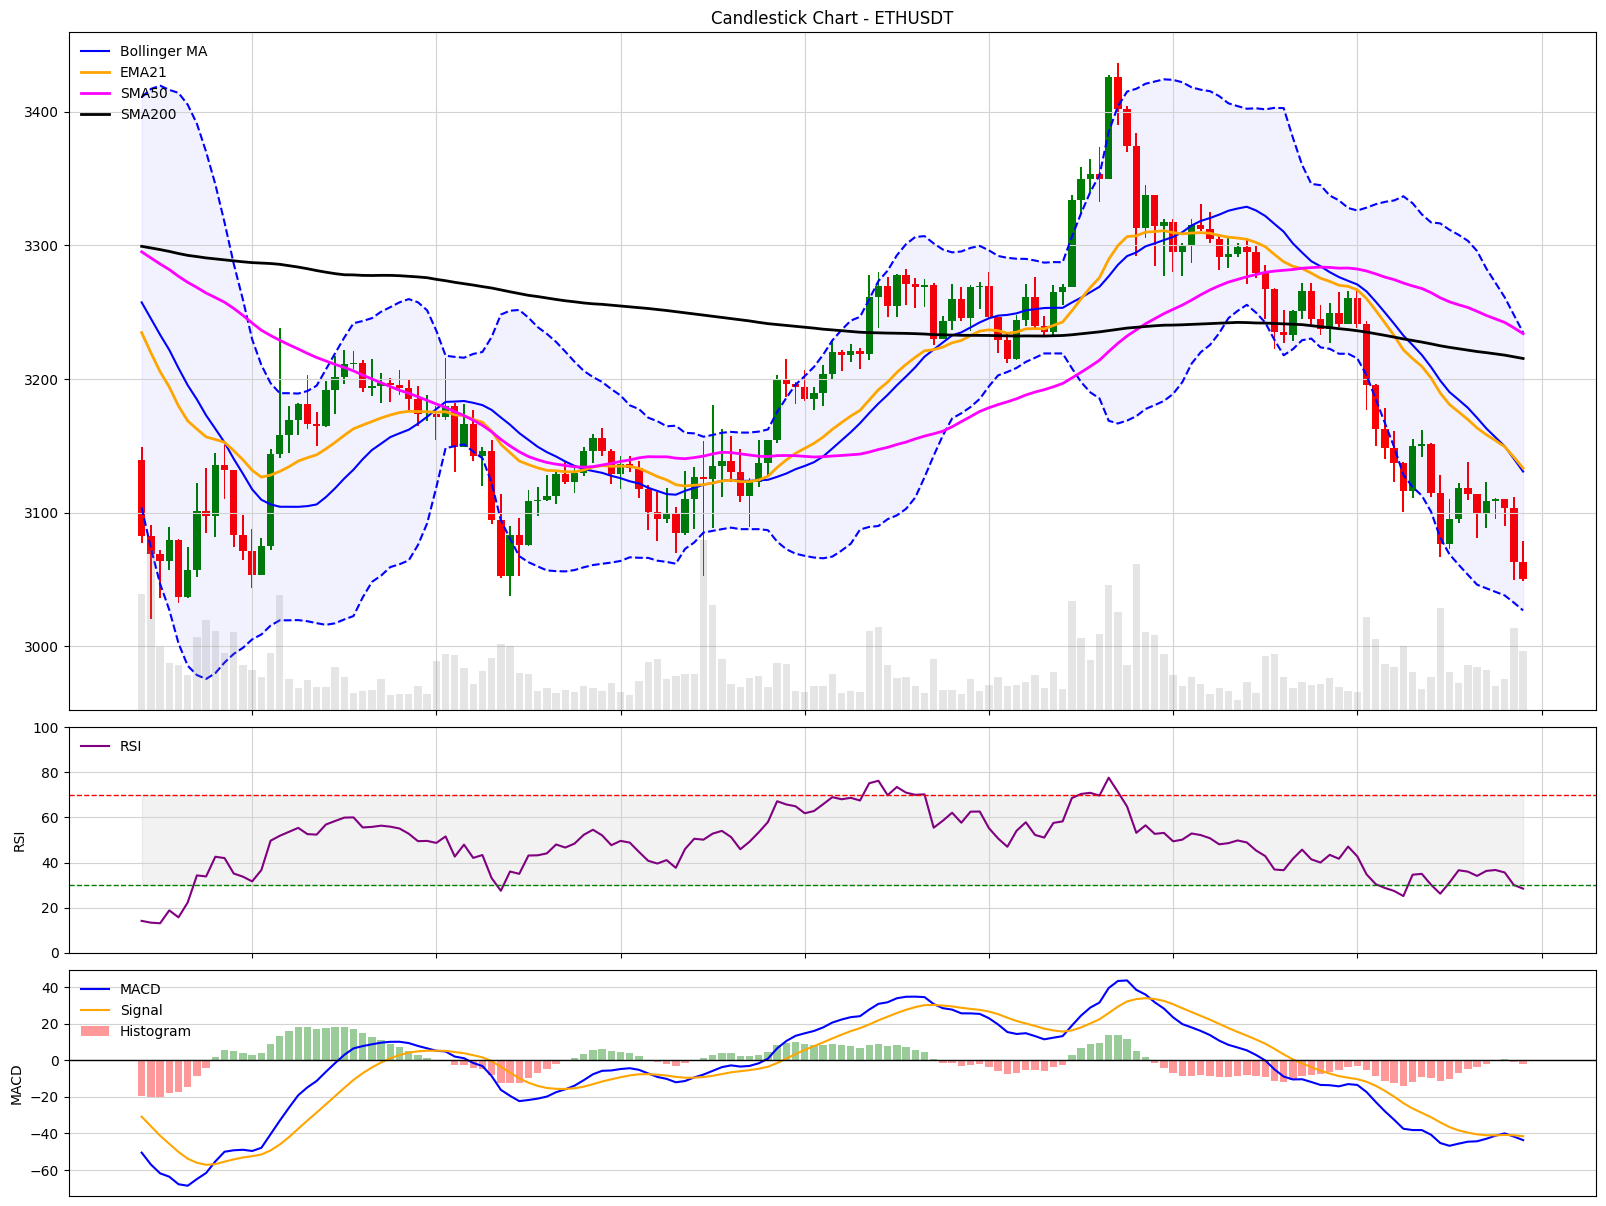 Candlestick Chart - ETHUSDT
Bollinger MA
EMA21
SMA50
SMA200
3400
3300
3200
3100
3000
RSI
100
80
60
40
20
0
RSI
MACD
Signal
Histogram
40
20
0
−20
−40
−60
MACD